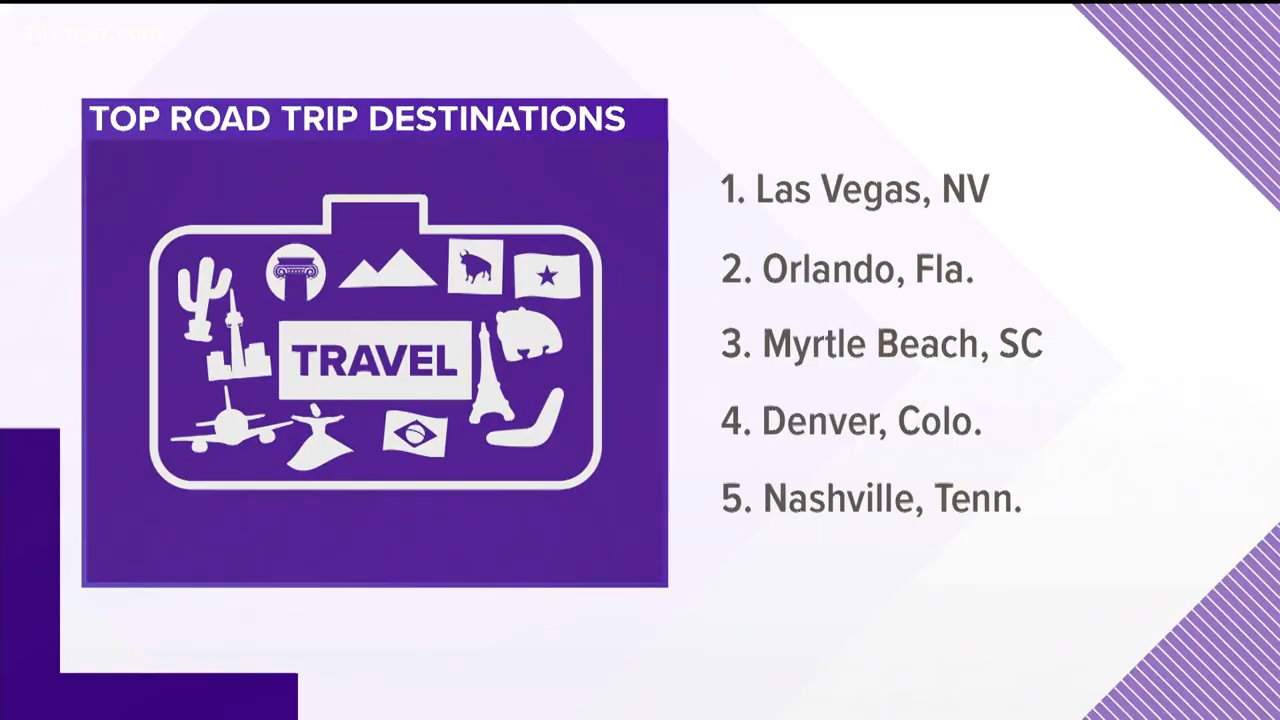 TOP ROAD TRIP DESTINATIONS
TRAVEL
1. Las Vegas, NV
2. Orlando, Fla.
3. Myrtle Beach, SC
4. Denver, Colo.
5. Nashville, Tenn.